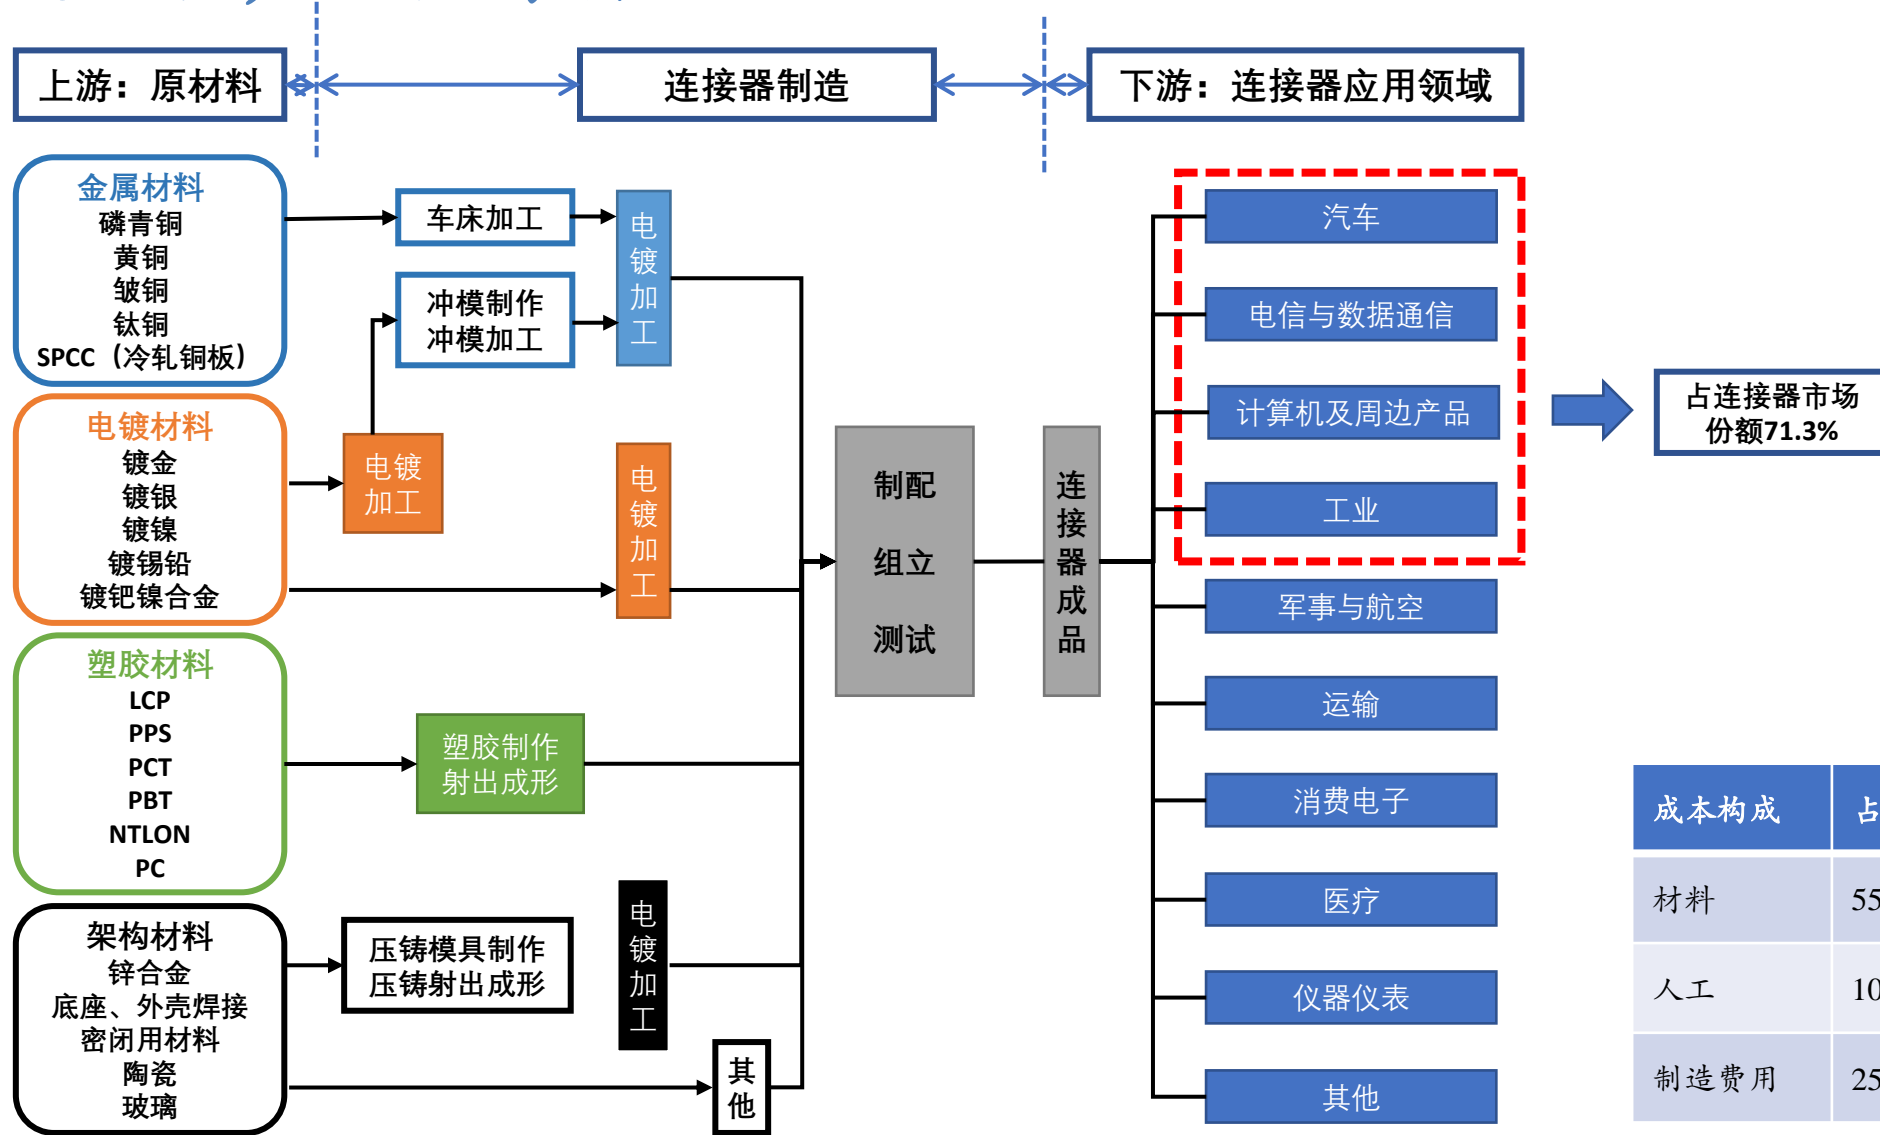 上游：原材料
连接器制造
下游：连接器应用领域
金属材料
磷青铜
黄铜
皱铜
钛铜
SPCC（冷轧铜板）
电镀材料
镀金
镀银
镀镍
镀锡铅
镀钯镍合金
塑胶材料
LCP
PPS
PCT
PBT
NTLON
PC
架构材料
锌合金
底座、外壳焊接
密闭用材料
陶瓷
玻璃
车床加工
冲模制作
冲模加工
电镀加工
电镀
加工
电镀加工
塑胶制作
射出成形
压铸模具制作
压铸射出成形
电镀加工
其他
制配
组立
测试
连接器成品
汽车
电信与数据通信
计算机及周边产品
工业
军事与航空
运输
消费电子
医疗
仪器仪表
其他
占连接器市场
份额71.3%
成本构成 占
材料 55
人工 10
制造费用 25